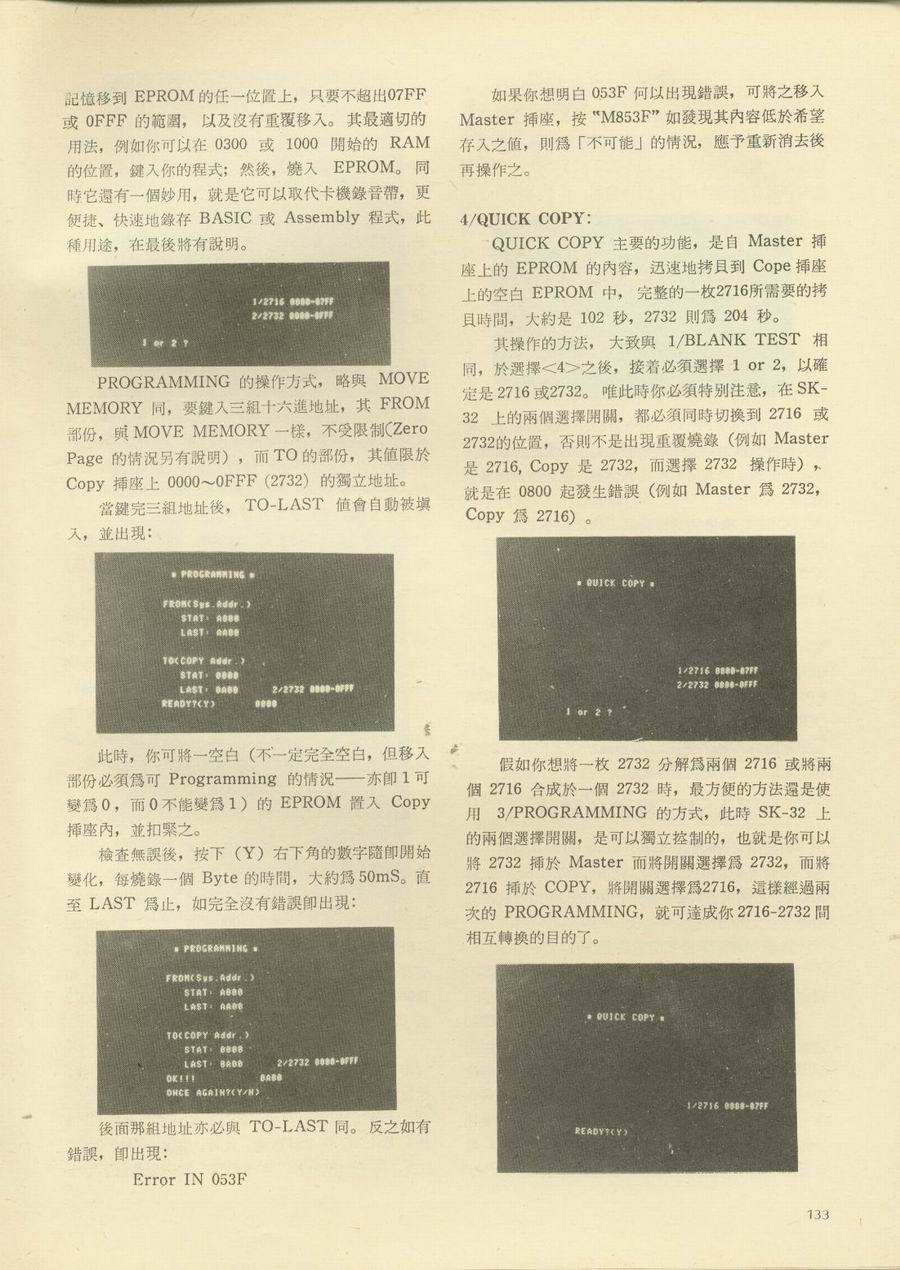 記憶移到 EPROM 的任一位置上，只要不超出07FF
或 0FFF 的範圍，以及沒有重覆移入。其最適切的
用法，例如你可以在 0300 或 1000 開始的 RAM
的位置，鍵入你的程式；然後，燒入 EPROM。同
時它還有一個妙用，就是它可以取代卡機錄音帶，更
便捷、快速地錄存 BASIC 或 Assembly 程式，此
種用途，在最後將有說明。
1/2716 0000-07FF
2/2732 0000-0FFF
1 or 2 ?
PROGRAMMING 的操作方式，略與 MOVE
MEMORY 同，要鍵入三組十六進地址，其 FROM
部份，與 MOVE MEMORY 一樣，不受限制(Zero
Page 的情況另有說明），而 TO 的部份，其值限於
Copy 挿座上 0000～0FFF (2732) 的獨立地址。
當鍵完三組地址後， TO-LAST 値會自動被塡
入，並出現：
* PROGRAMMING *
FROM(Sys.Addr.)
STAT: A000
LAST: AA00
TO(COPY Addr.)
STAT: 0000
LAST: 0A00 2/2732 0000-0FFF
READY?(Y) 0000
此時，你可將一空白（不一定完全空白，但移入
部份必須爲可 Programming 的情況——亦卽 1 可
變爲 0，而 0 不能變爲 1）的 EPROM 置入 Copy
挿座內，並扣緊之。
檢查無誤後，按下（Y）右下角的數字隨卽開始
變化，每燒錄一個 Byte 的時間，大約爲 50mS。直
至 LAST 爲止，如完全沒有錯誤卽出現：
* PROGRAMMING *
FROM(Sys.Addr.)
STAT: A000
LAST: AA00
TO(COPY Addr.)
STAT: 0000
LAST: 0A00 2/2732 0000-0FFF
OK!!! 0A00
ONCE AGAIN?(Y/N)
後面那組地址亦必與 TO-LAST 同。反之如有
錯誤，卽出現：
Error IN 053F
如果你想明白 053F 何以出現錯誤，可將之移入
Master 挿座，按 “M853F” 如發現其內容低於希望
存入之値，則爲「不可能」的情況，應予重新消去後
再操作之。
4/QUICK COPY：
QUICK COPY 主要的功能，是自 Master 挿
座上的 EPROM 的內容，迅速地拷貝到 Cope 挿座
上的空白 EPROM 中，完整的一枚2716所需要的拷
貝時間，大約是 102 秒，2732 則爲 204 秒。
其操作的方法，大致與 1/BLANK TEST 相
同，於選擇<4>之後，接着必須選擇 1 or 2，以確
定是 2716 或2732。唯此時你必須特别注意，在 SK-
32 上的兩個選擇開關，都必須同時切換到 2716 或
2732的位置，否則不是出現重覆燒錄（例如 Master
是 2716, Copy 是 2732，而選擇 2732 操作時），
就是在 0800 起發生錯誤（例如 Master 爲 2732，
Copy 爲 2716）。
* QUICK COPY *
1/2716 0000-07FF
2/2732 0000-0FFF
1 or 2 ?
假如你想將一枚 2732 分解爲兩個 2716 或將兩
個 2716 合成於一個 2732 時，最方便的方法還是使
用 3/PROGRAMMING 的方式，此時 SK-32 上
的兩個選擇開關，是可以獨立控制的，也就是你可以
將 2732 挿於 Master 而將開關選擇爲 2732，而將
2716 挿於 COPY，將開關選擇爲2716，這樣經過兩
次的 PROGRAMMING，就可達成你 2716-2732 間
相互轉換的目的了。
* QUICK COPY *
1/2716 0000-07FF
READY?(Y)
133